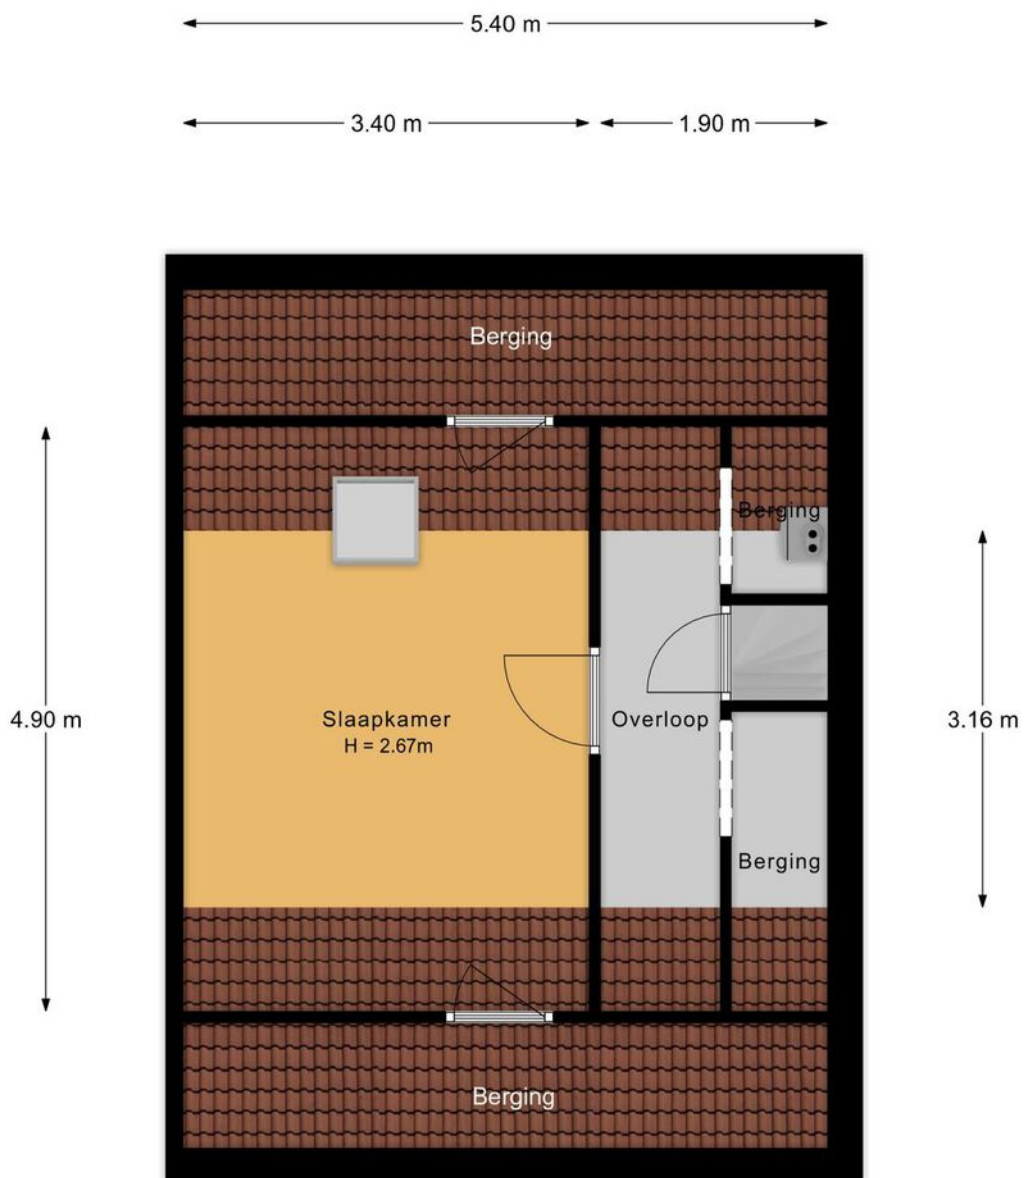 5.40 m
3.40 m
1.90 m
Berging
Berging
4.90 m
Slaapkamer
H = 2.67m
Overloop
3.16 m
Berging
Berging